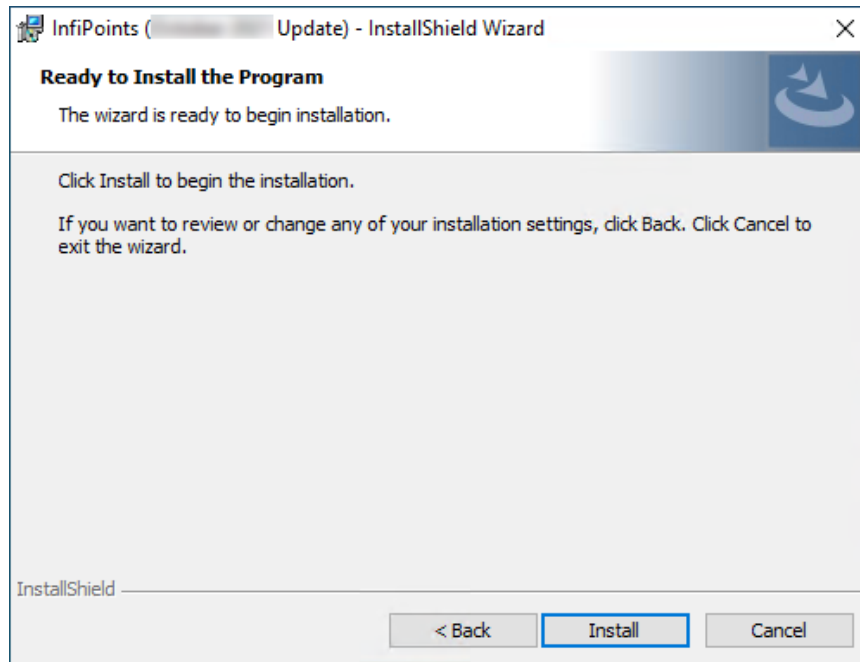 InfiPoints ( Update) - InstallShield Wizard
Ready to Install the Program
The wizard is ready to begin installation.
Click Install to begin the installation.
If you want to review or change any of your installation settings, click Back. Click Cancel to
exit the wizard.
InstallShield
< Back
Install
Cancel